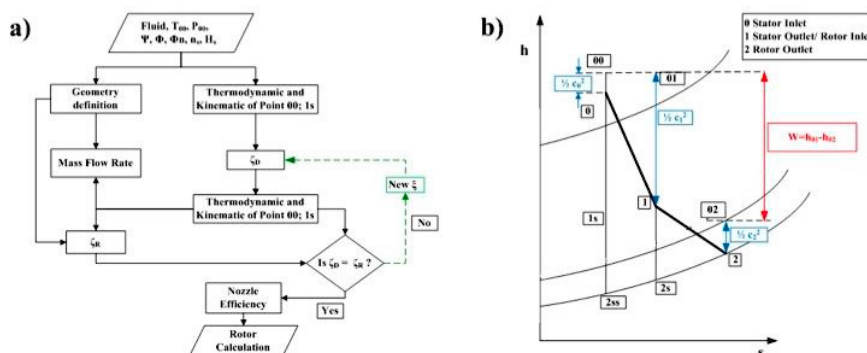 a)
Fluid, T₀₀, P₀₀,
Ψ, Φ, Φn, nₛ, Hₛ
Geometry
definition
Thermodynamic and
Kinematic of Point 00; 1s
Mass Flow Rate
ζD
New ξ
Thermodynamic and
Kinematic of Point 00; 1s
No
ζR
Is ζD = ζR ?
Nozzle
Efficiency
Yes
Rotor
Calculation
b)
0 Stator Inlet
1 Stator Outlet/ Rotor Inlet
2 Rotor Outlet
h
00
01
½ c₀²
0
½ c₁²
W=h₀₁-h₀₂
1
02
1s
½ c₂²
2
2ss
2s
s